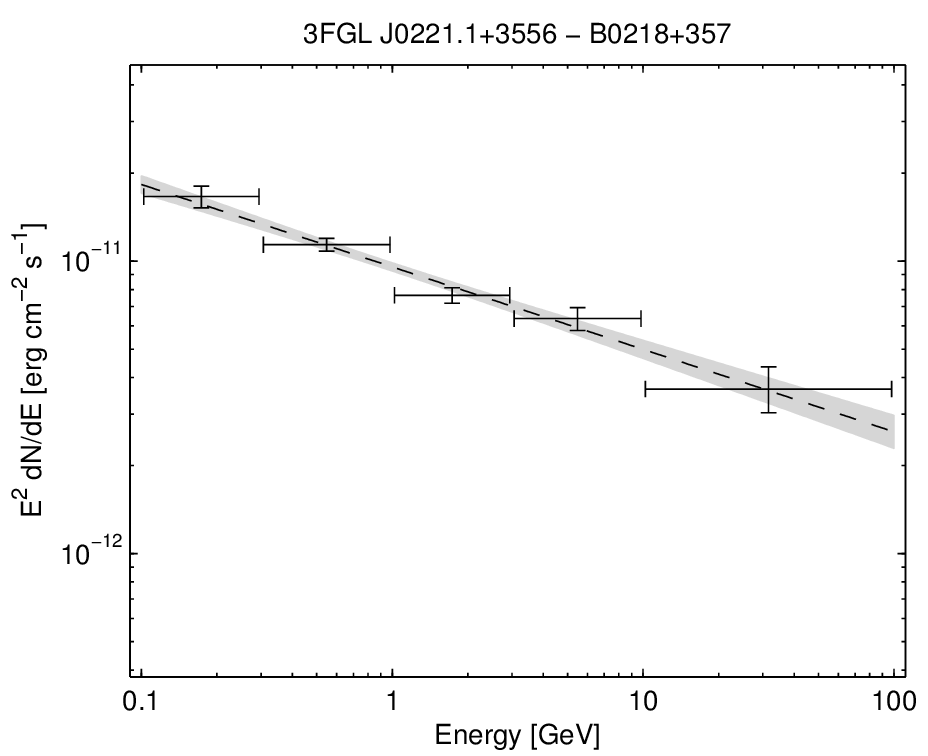 3FGL J0221.1+3556 − B0218+357
E² dN/dE [erg cm⁻² s⁻¹]
10⁻¹¹
10⁻¹²
0.1 1 10 100
Energy [GeV]